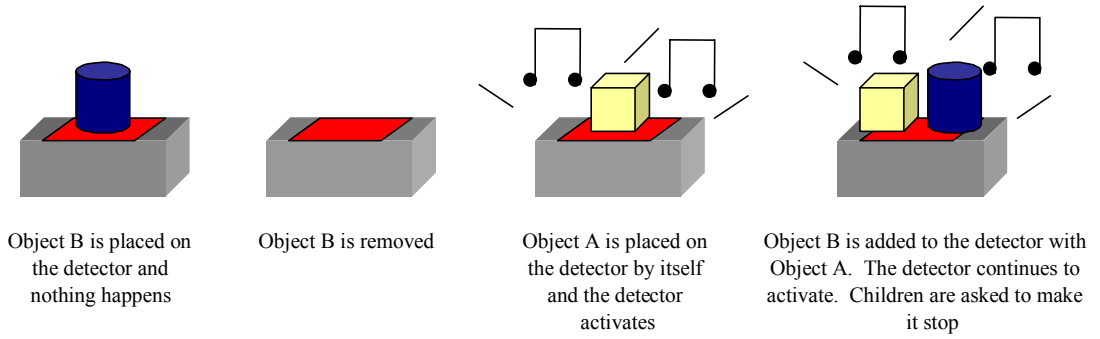 Object B is placed on
the detector and
nothing happens
Object B is removed
Object A is placed on
the detector by itself
and the detector
activates
Object B is added to the detector with
Object A. The detector continues to
activate. Children are asked to make
it stop